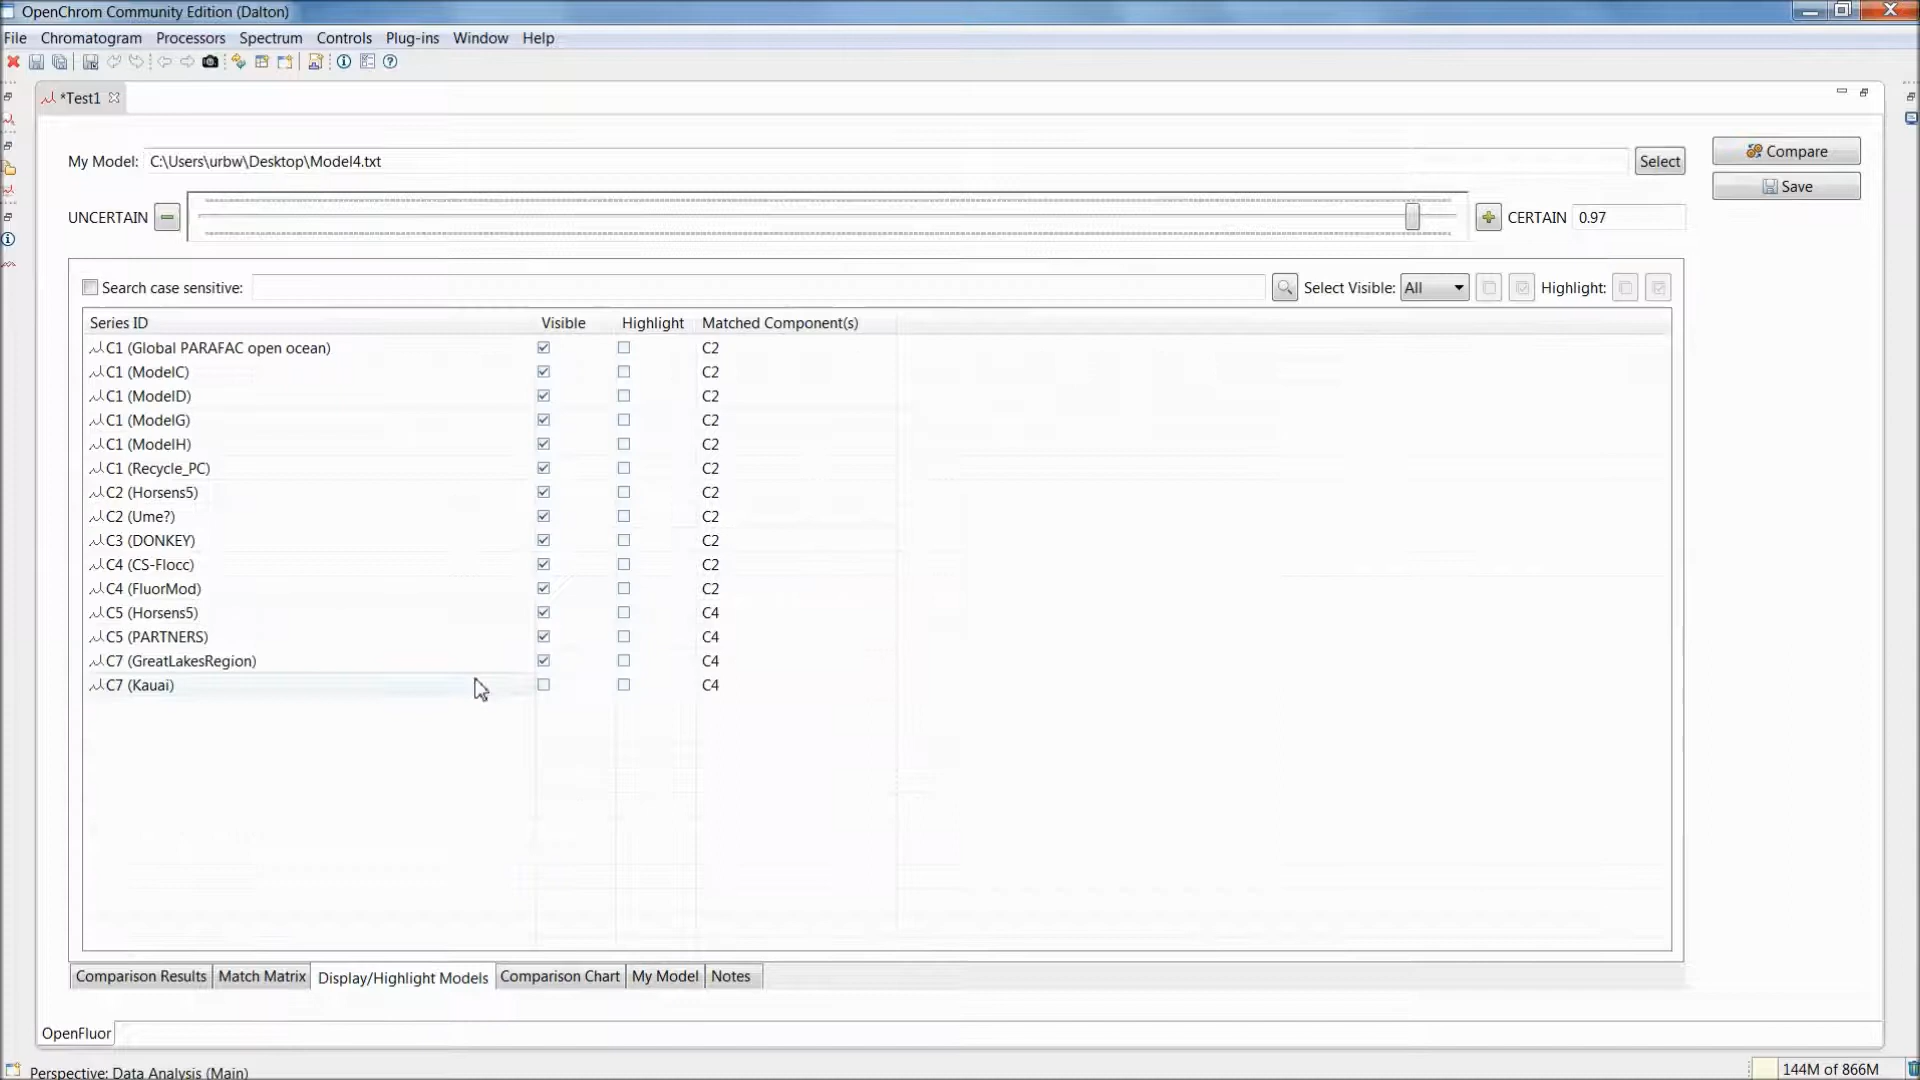 OpenChrom Community Edition (Dalton)
File Chromatogram Processors Spectrum Controls Plug-ins Window Help
*Test1
My Model: C:\Users\urbw\Desktop\Model4.txt Select
Compare
Save
UNCERTAIN CERTAIN 0.97
Search case sensitive: Select Visible: All Highlight:
Series ID Visible Highlight Matched Component(s)
C1 (Global PARAFAC open ocean) C2
C1 (ModelC) C2
C1 (ModelD) C2
C1 (ModelG) C2
C1 (ModelH) C2
C1 (Recycle_PC) C2
C2 (Horsens5) C2
C2 (Ume?) C2
C3 (DONKEY) C2
C4 (CS-Flocc) C2
C4 (FluorMod) C2
C5 (Horsens5) C4
C5 (PARTNERS) C4
C7 (GreatLakesRegion) C4
C7 (Kauai) C4
Comparison Results Match Matrix Display/Highlight Models Comparison Chart My Model Notes
OpenFluor
Perspective: Data Analysis (Main) 144M of 866M